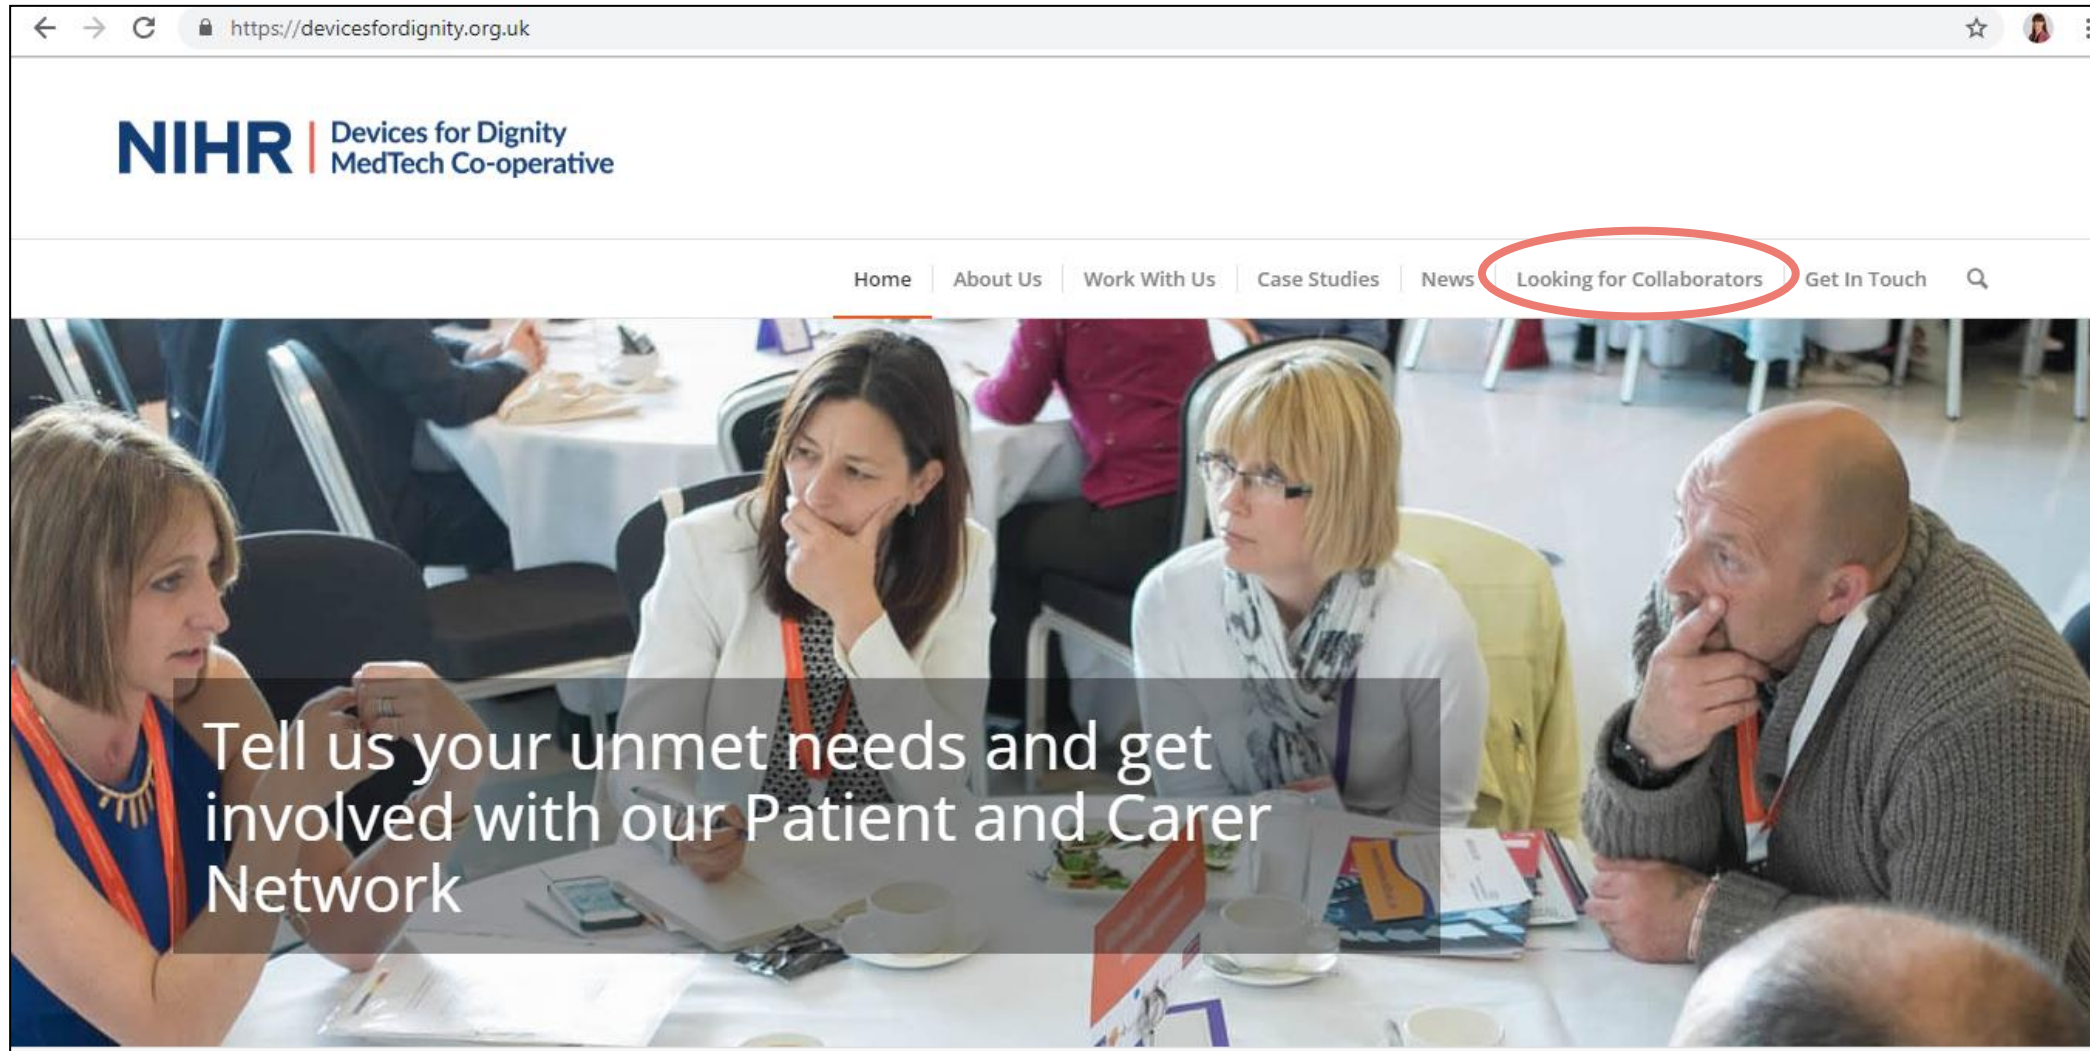 https://devicesfordignity.org.uk
NIHR | Devices for Dignity
MedTech Co-operative
Home | About Us | Work With Us | Case Studies | News | Looking for Collaborators | Get In Touch
Tell us your unmet needs and get
involved with our Patient and Carer
Network